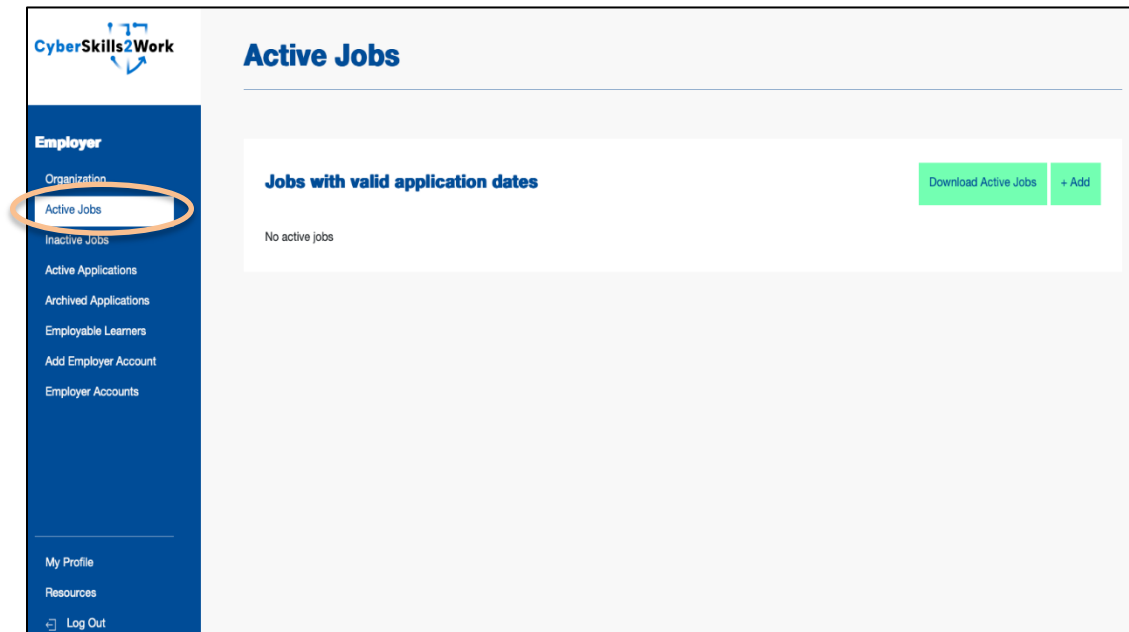 CyberSkills2Work
Active Jobs
Employer
Organization
Active Jobs
Inactive Jobs
Active Applications
Archived Applications
Employable Learners
Add Employer Account
Employer Accounts
My Profile
Resources
Log Out
Jobs with valid application dates
Download Active Jobs
+ Add
No active jobs